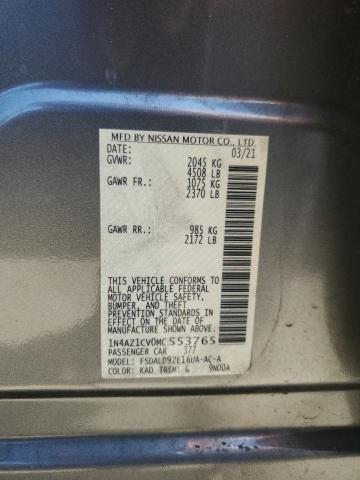 MFD BY NISSAN MOTOR CO., LTD.
DATE: 03/21
GVWR: 2045 KG
4508 LB
GAWR FR.: 1075 KG
2370 LB
GAWR RR.: 985 KG
2172 LB
THIS VEHICLE CONFORMS TO
ALL APPLICABLE FEDERAL
MOTOR VEHICLE SAFETY,
BUMPER, AND THEFT
PREVENTION STANDARDS
IN EFFECT ON THE DATE OF
MANUFACTURE SHOWN ABOVE.
1N4AZ1CV0MC553765
PASSENGER CAR 377
MODEL: FSDALD9ZE16UA-AC-A
COLOR: KAD TRIM: G 9N00A